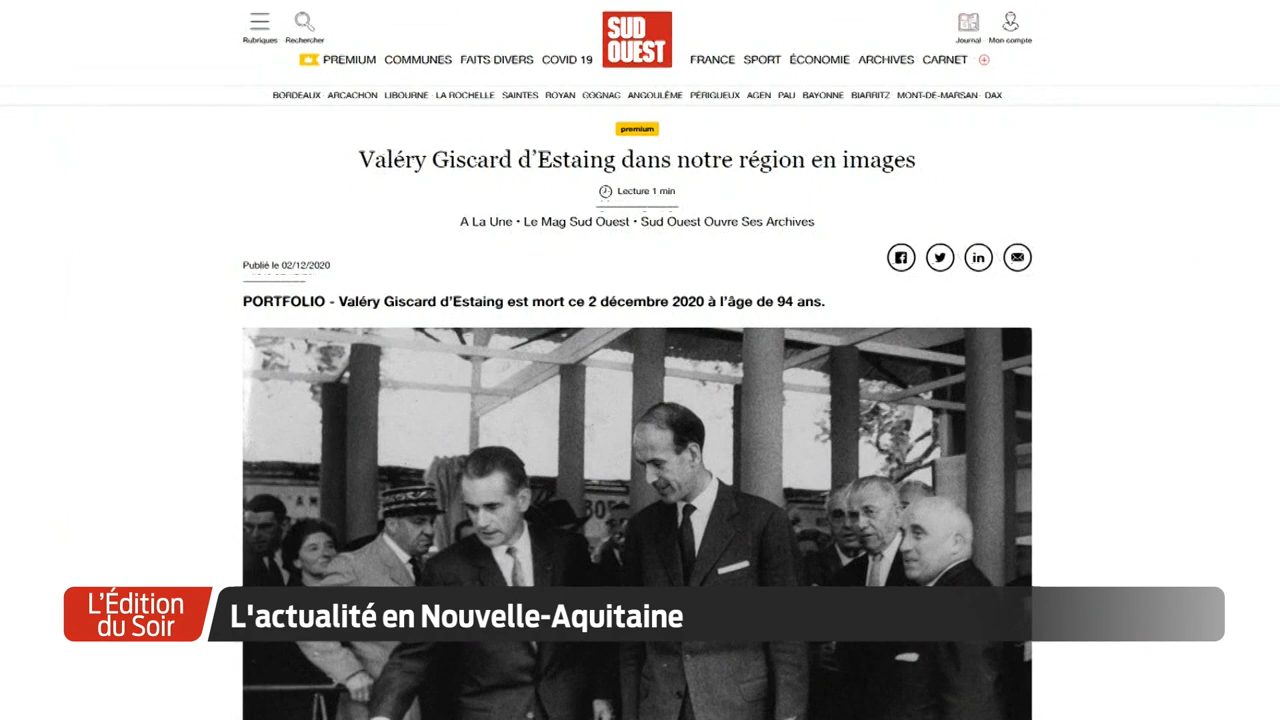 SUD
OUEST
Rubriques Rechercher
Journal Mon compte
PREMIUM COMMUNES FAITS DIVERS COVID 19 FRANCE SPORT ÉCONOMIE ARCHIVES CARNET
BORDEAUX ARCACHON LIBOURNE LA ROCHELLE SAINTES ROYAN COGNAC ANGOULÊME PÉRIGUEUX AGEN PAU BAYONNE BIARRITZ MONT-DE-MARSAN DAX
premium
Valéry Giscard d’Estaing dans notre région en images
Lecture 1 min
A La Une • Le Mag Sud Ouest • Sud Ouest Ouvre Ses Archives
Publié le 02/12/2020
PORTFOLIO - Valéry Giscard d’Estaing est mort ce 2 décembre 2020 à l’âge de 94 ans.
L’Édition
du Soir
L'actualité en Nouvelle-Aquitaine